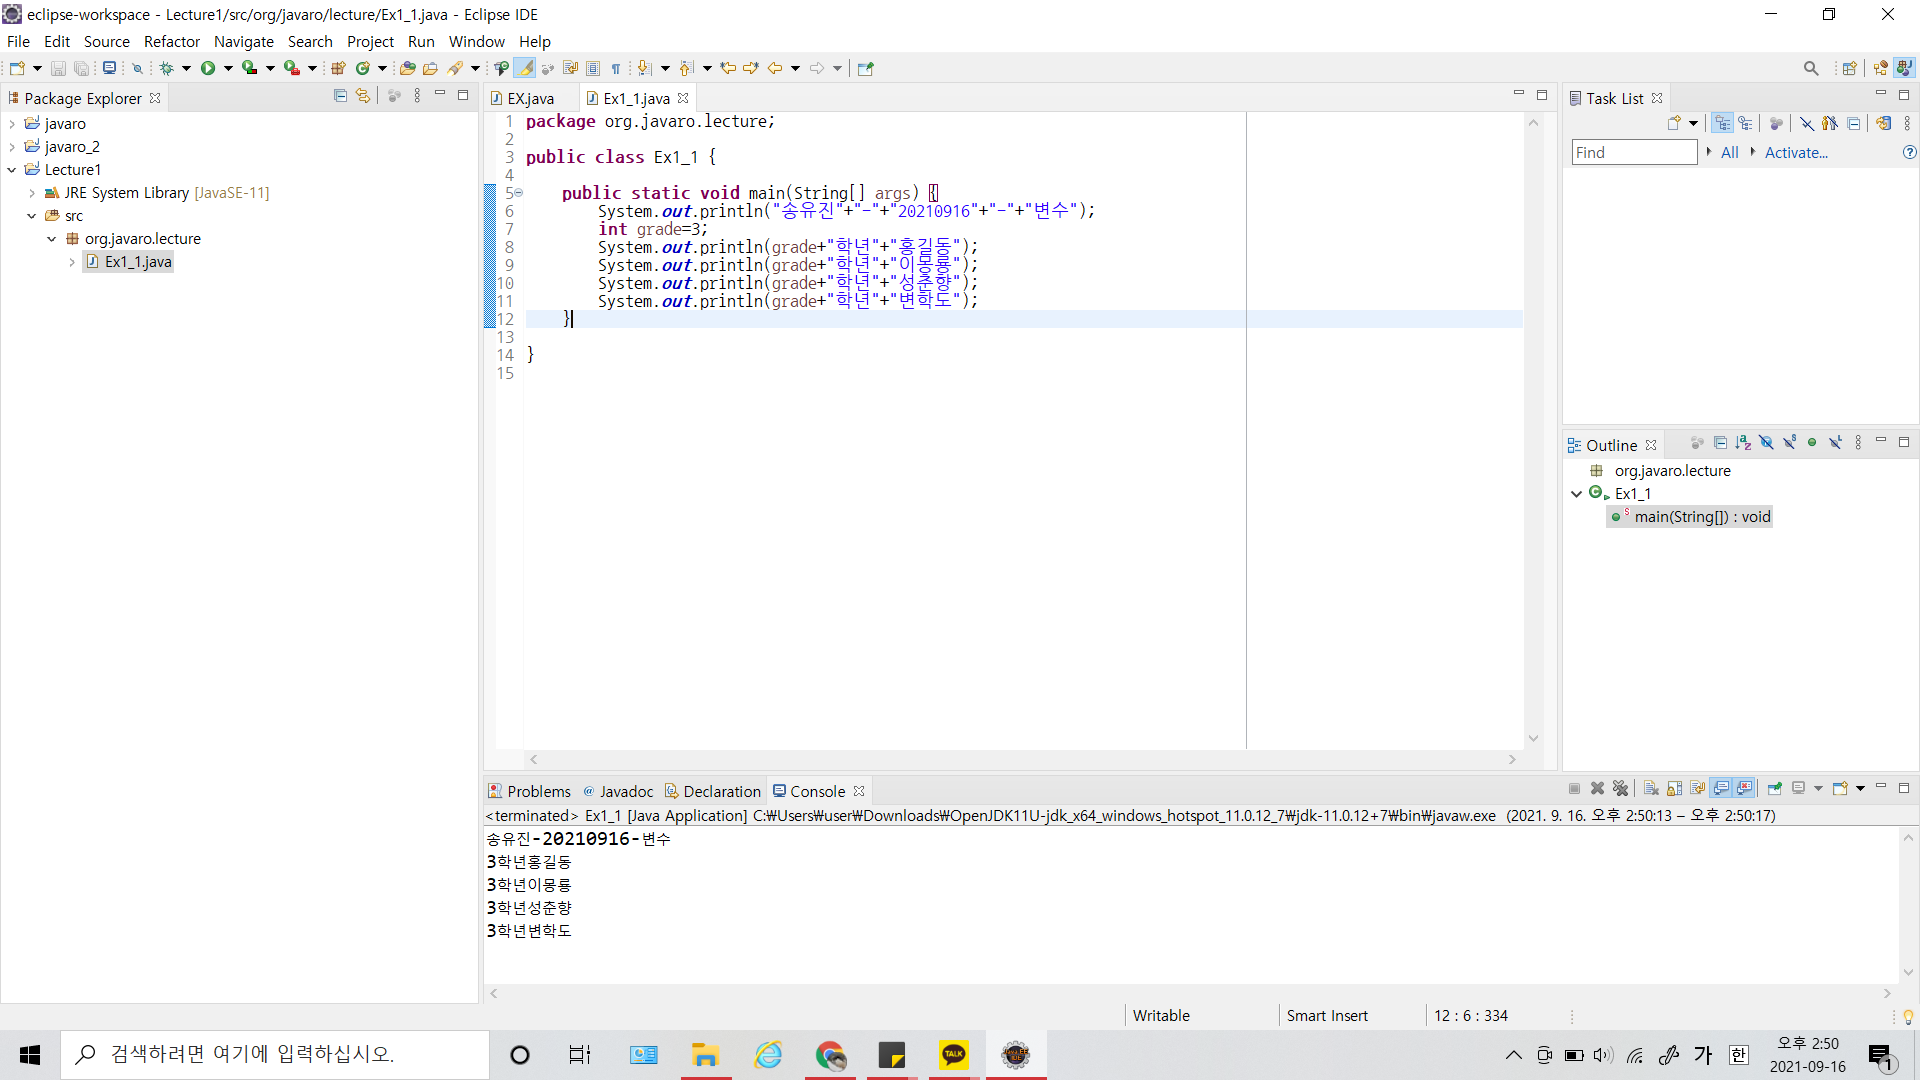 eclipse-workspace - Lecture1/src/org/javaro/lecture/Ex1_1.java - Eclipse IDE
File Edit Source Refactor Navigate Search Project Run Window Help
Package Explorer
javaro
javaro_2
Lecture1
JRE System Library [JavaSE-11]
src
org.javaro.lecture
Ex1_1.java
EX.java Ex1_1.java
1 package org.javaro.lecture;
2
3 public class Ex1_1 {
4
5 public static void main(String[] args) {
6 System.out.println("송유진"+"-"+"20210916"+"-"+"변수");
7 int grade=3;
8 System.out.println(grade+"학년"+"홍길동");
9 System.out.println(grade+"학년"+"이몽룡");
10 System.out.println(grade+"학년"+"성춘향");
11 System.out.println(grade+"학년"+"변학도");
12 }
13
14 }
15
Task List
Find All Activate...
Outline
org.javaro.lecture
Ex1_1
main(String[]) : void
Problems Javadoc Declaration Console
<terminated> Ex1_1 [Java Application] C:₩Users₩user₩Downloads₩OpenJDK11U-jdk_x64_windows_hotspot_11.0.12_7₩jdk-11.0.12+7₩bin₩javaw.exe (2021. 9. 16. 오후 2:50:13 – 오후 2:50:17)
송유진-20210916-변수
3학년홍길동
3학년이몽룡
3학년성춘향
3학년변학도
Writable Smart Insert 12 : 6 : 334
검색하려면 여기에 입력하십시오.
TALK
가 한
오후 2:50
2021-09-16
1